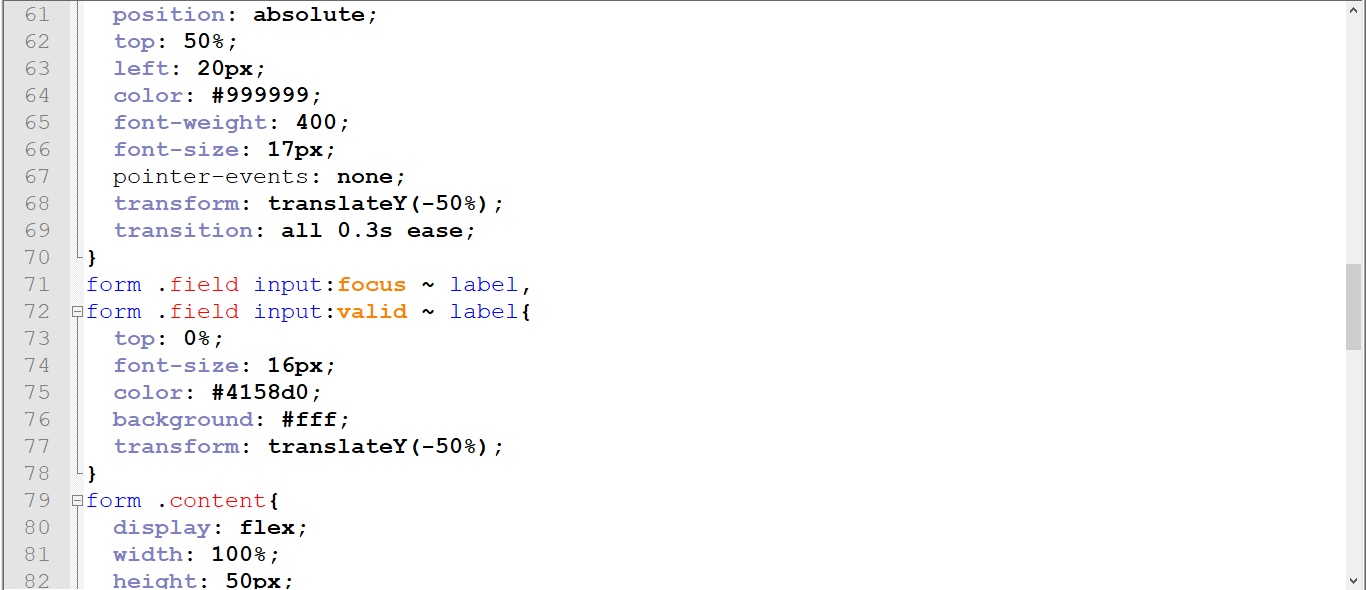 61 position: absolute;
62 top: 50%;
63 left: 20px;
64 color: #999999;
65 font-weight: 400;
66 font-size: 17px;
67 pointer-events: none;
68 transform: translateY(-50%);
69 transition: all 0.3s ease;
70 }
71 form .field input:focus ~ label,
72 form .field input:valid ~ label{
73 top: 0%;
74 font-size: 16px;
75 color: #4158d0;
76 background: #fff;
77 transform: translateY(-50%);
78 }
79 form .content{
80 display: flex;
81 width: 100%;
82 height: 50px;